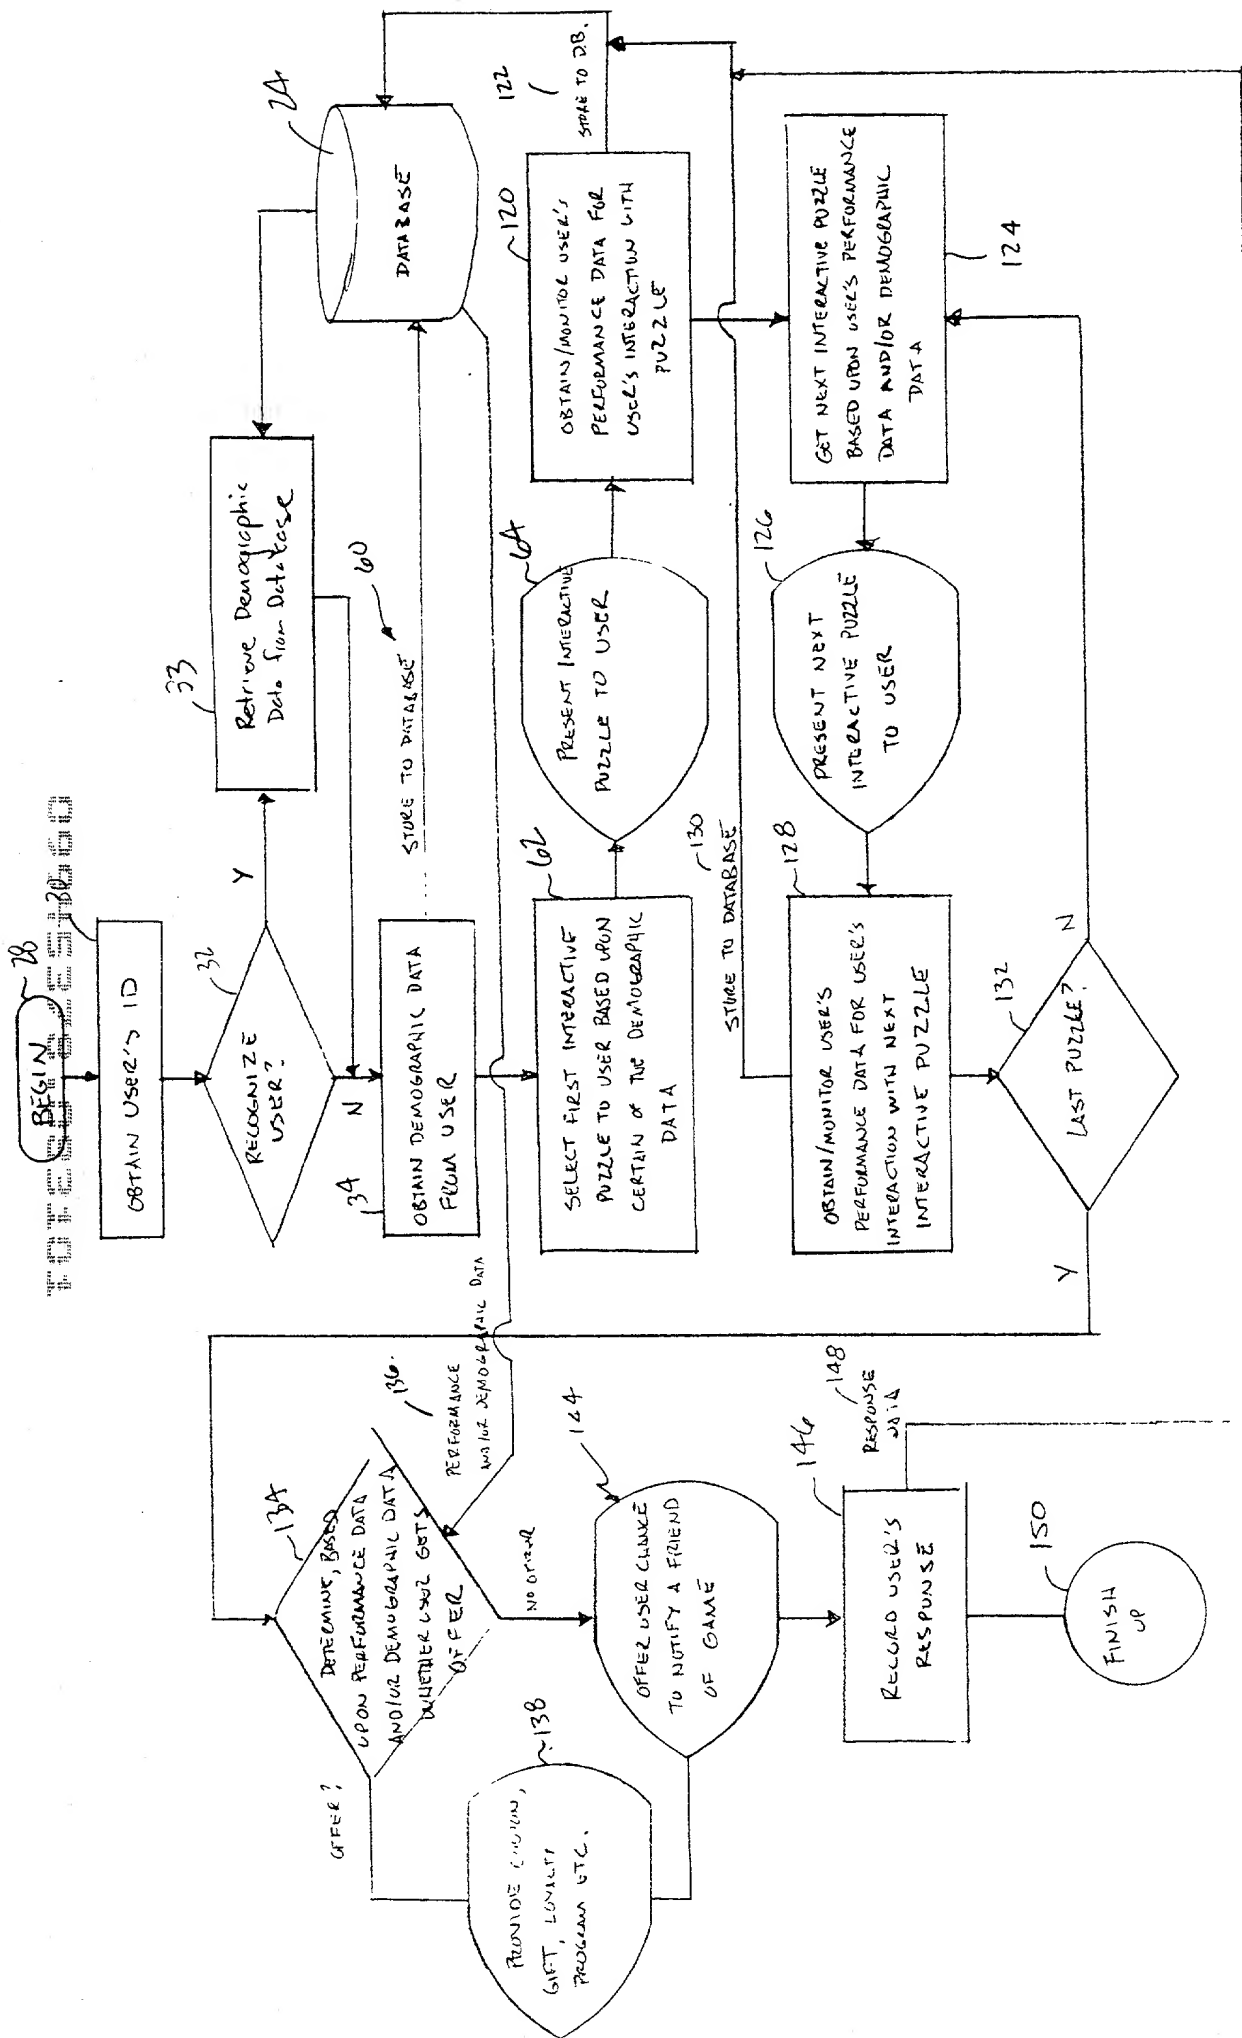 28
BEGIN
OBTAIN USER'S ID
32
RECOGNIZE
USER?
Y
N
33
Retrieve Demographic
Data from Database
24
DATABASE
34
OBTAIN DEMOGRAPHIC DATA
FROM USER
STORE TO DATABASE
60
62
SELECT FIRST INTERACTIVE
PUZZLE TO USER BASED UPON
CERTAIN OF THE DEMOGRAPHIC
DATA
64
PRESENT INTERACTIVE
PUZZLE TO USER
120
OBTAIN/MONITOR USER'S
PERFORMANCE DATA FOR
USER'S INTERACTION WITH
PUZZLE
122
STORE TO D.B.
124
GET NEXT INTERACTIVE PUZZLE
BASED UPON USER'S PERFORMANCE
DATA AND/OR DEMOGRAPHIC
DATA
126
PRESENT NEXT
INTERACTIVE PUZZLE
TO USER
128
OBTAIN/MONITOR USER'S
PERFORMANCE DATA FOR USER'S
INTERACTION WITH NEXT
INTERACTIVE PUZZLE
130
STORE TO DATABASE
132
LAST PUZZLE?
N
Y
134
DETERMINE, BASED
UPON PERFORMANCE DATA
AND/OR DEMOGRAPHIC DATA
WHETHER USER GETS
OFFER
136
PERFORMANCE
AND/OR DEMOGRAPHIC DATA
OFFER?
NO OFFER
138
PROVIDE COUPON,
GIFT, LOYALTY
PROGRAM ETC.
144
OFFER USER CHANCE
TO NOTIFY A FRIEND
OF GAME
146
RECORD USER'S
RESPONSE
148
RESPONSE
DATA
150
FINISH
UP